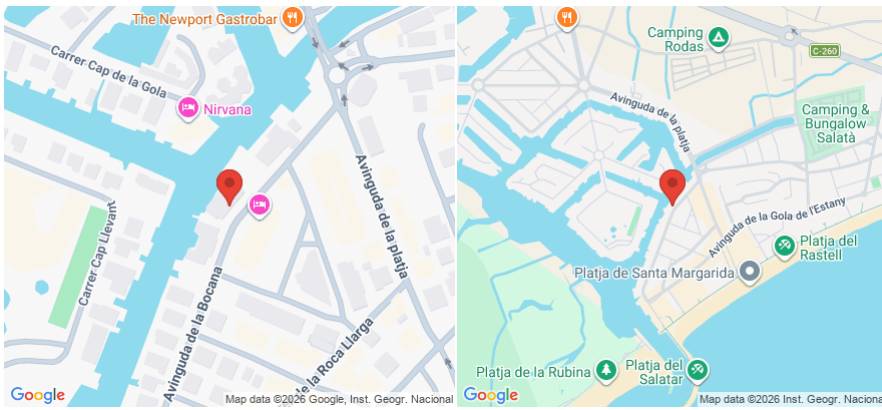 The Newport Gastrobar
Carrer Cap de la Gola
Nirvana
Avinguda de la platja
Carrer Cap Llevant
Avinguda de la Bocana
de la Roca Llarga
Google
Map data ©2026 Google, Inst. Geogr. Nacional
Camping
Rodas
C-260
Avinguda de la platja
Camping &
Bungalow
Salatà
Avinguda de la Gola de l'Estany
Platja del
Rastell
Platja de Santa Margarida
Platja de la Rubina
Platja del
Salatar
Google
Map data ©2026 Google, Inst. Geogr. Nacional